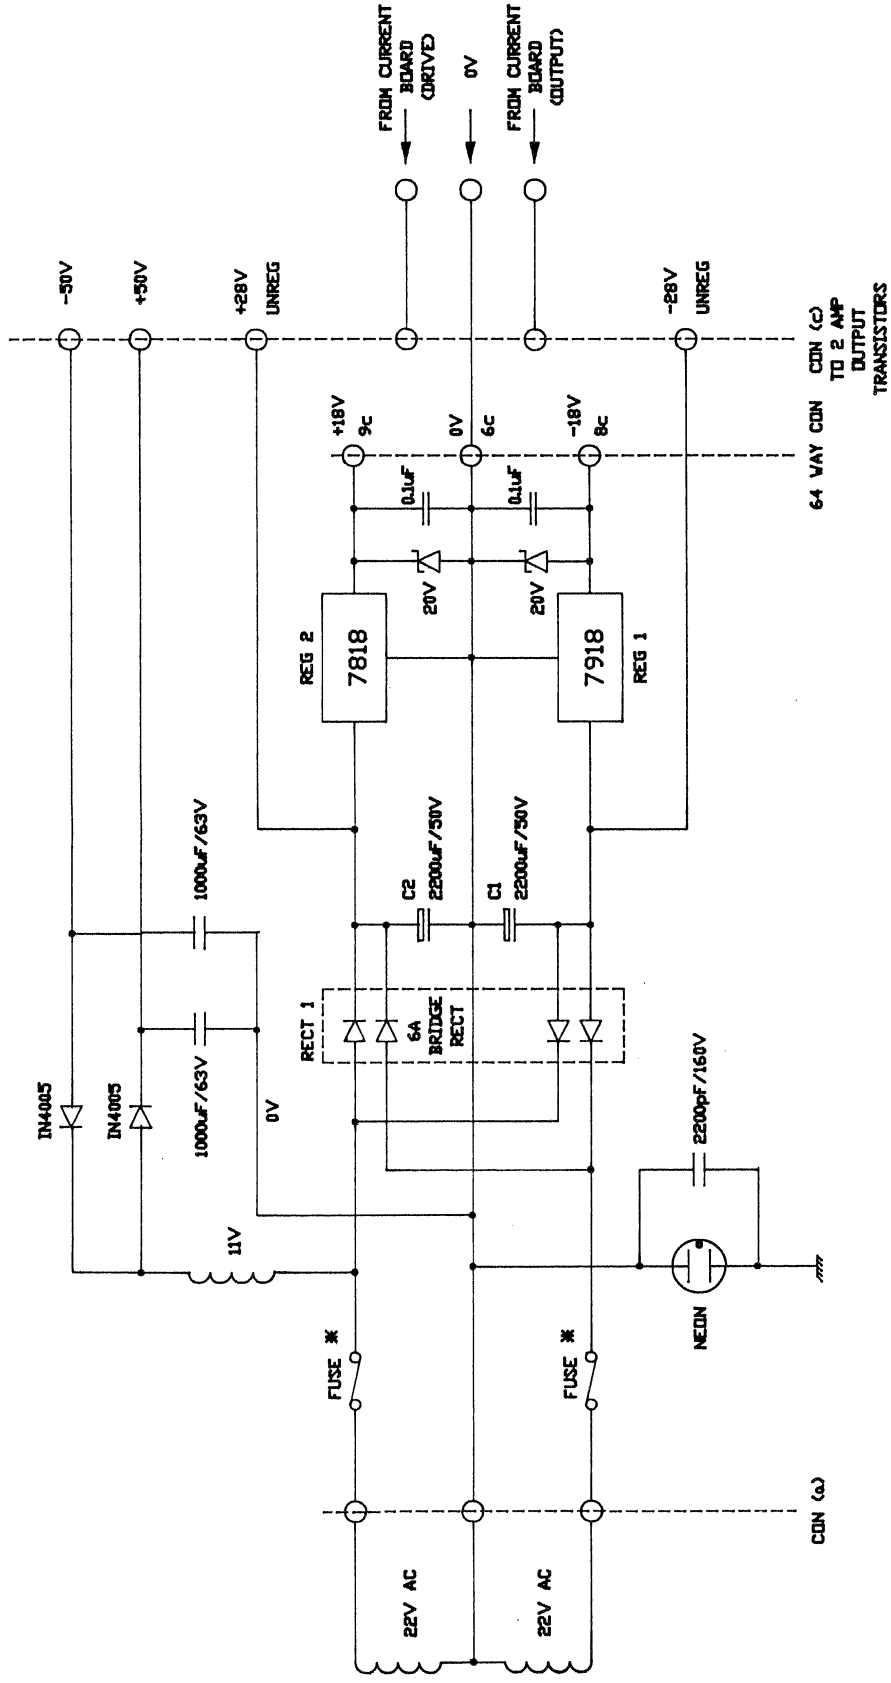 22V AC
22V AC
CON (a)
FUSE *
FUSE *
NEON
2200pF/160V
11V
0V
IN4005
IN4005
1000uF/63V
1000uF/63V
RECT 1
6A
BRIDGE
RECT
C2
2200uF/50V
C1
2200uF/50V
REG 2
7818
REG 1
7918
20V
20V
0.1uF
0.1uF
+18V
9c
0V
6c
-18V
8c
64 WAY CON
-50V
+50V
+28V
UNREG
-28V
UNREG
CON (c)
TO 2 AMP
OUTPUT
TRANSISTORS
FROM CURRENT
BOARD
(DRIVE)
0V
FROM CURRENT
BOARD
(OUTPUT)